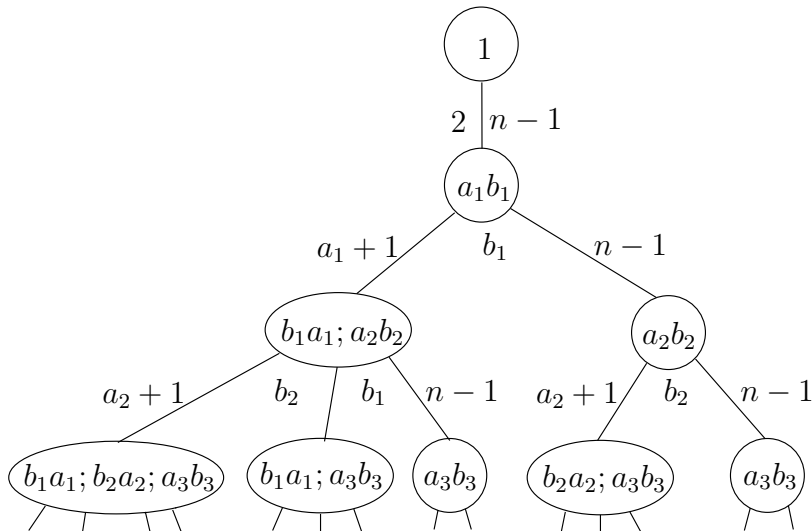 1
2 n − 1
a₁b₁
a₁ + 1 b₁ n − 1
b₁a₁; a₂b₂ a₂b₂
a₂ + 1 b₂ b₁ n − 1 a₂ + 1 b₂ n − 1
b₁a₁; b₂a₂; a₃b₃ b₁a₁; a₃b₃ a₃b₃ b₂a₂; a₃b₃ a₃b₃